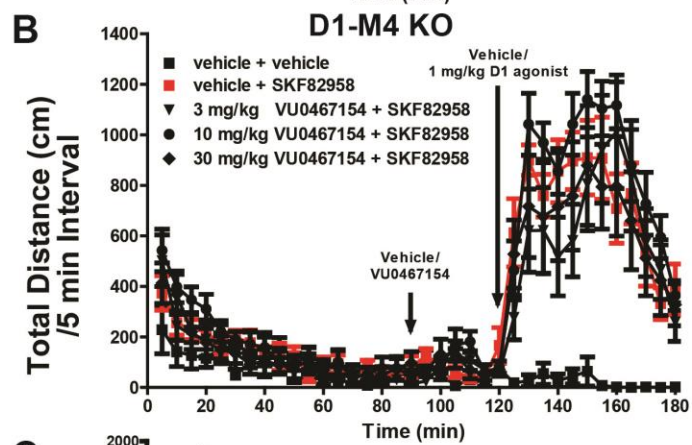 B
D1-M4 KO
Total Distance (cm)
/5 min Interval
1400
1200
1000
800
600
400
200
0
vehicle + vehicle
vehicle + SKF82958
3 mg/kg VU0467154 + SKF82958
10 mg/kg VU0467154 + SKF82958
30 mg/kg VU0467154 + SKF82958
Vehicle/
1 mg/kg D1 agonist
Vehicle/
VU0467154
0 20 40 60 80 100 120 140 160 180
Time (min)
2000